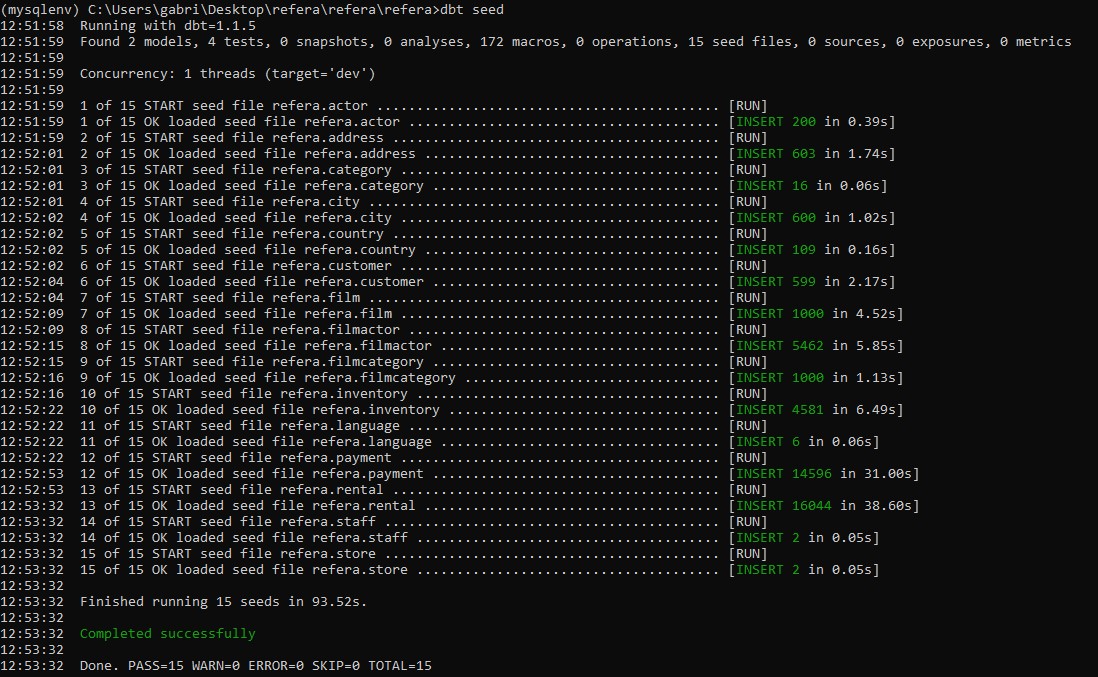 (mysqlenv) C:\Users\gabri\Desktop\refera\refera\refera>dbt seed
12:51:58  Running with dbt=1.1.5
12:51:59  Found 2 models, 4 tests, 0 snapshots, 0 analyses, 172 macros, 0 operations, 15 seed files, 0 sources, 0 exposures, 0 metrics
12:51:59
12:51:59  Concurrency: 1 threads (target='dev')
12:51:59
12:51:59  1 of 15 START seed file refera.actor ........................................... [RUN]
12:51:59  1 of 15 OK loaded seed file refera.actor ....................................... [INSERT 200 in 0.39s]
12:51:59  2 of 15 START seed file refera.address ......................................... [RUN]
12:52:01  2 of 15 OK loaded seed file refera.address ..................................... [INSERT 603 in 1.74s]
12:52:01  3 of 15 START seed file refera.category ........................................ [RUN]
12:52:01  3 of 15 OK loaded seed file refera.category .................................... [INSERT 16 in 0.06s]
12:52:01  4 of 15 START seed file refera.city ............................................ [RUN]
12:52:02  4 of 15 OK loaded seed file refera.city ........................................ [INSERT 600 in 1.02s]
12:52:02  5 of 15 START seed file refera.country ......................................... [RUN]
12:52:02  5 of 15 OK loaded seed file refera.country ..................................... [INSERT 109 in 0.16s]
12:52:02  6 of 15 START seed file refera.customer ........................................ [RUN]
12:52:04  6 of 15 OK loaded seed file refera.customer .................................... [INSERT 599 in 2.17s]
12:52:04  7 of 15 START seed file refera.film ............................................ [RUN]
12:52:09  7 of 15 OK loaded seed file refera.film ........................................ [INSERT 1000 in 4.52s]
12:52:09  8 of 15 START seed file refera.filmactor ....................................... [RUN]
12:52:15  8 of 15 OK loaded seed file refera.filmactor ................................... [INSERT 5462 in 5.85s]
12:52:15  9 of 15 START seed file refera.filmcategory .................................... [RUN]
12:52:16  9 of 15 OK loaded seed file refera.filmcategory ................................ [INSERT 1000 in 1.13s]
12:52:16  10 of 15 START seed file refera.inventory ...................................... [RUN]
12:52:22  10 of 15 OK loaded seed file refera.inventory .................................. [INSERT 4581 in 6.49s]
12:52:22  11 of 15 START seed file refera.language ....................................... [RUN]
12:52:22  11 of 15 OK loaded seed file refera.language ................................... [INSERT 6 in 0.06s]
12:52:22  12 of 15 START seed file refera.payment ........................................ [RUN]
12:52:53  12 of 15 OK loaded seed file refera.payment .................................... [INSERT 14596 in 31.00s]
12:52:53  13 of 15 START seed file refera.rental ......................................... [RUN]
12:53:32  13 of 15 OK loaded seed file refera.rental ..................................... [INSERT 16044 in 38.60s]
12:53:32  14 of 15 START seed file refera.staff .......................................... [RUN]
12:53:32  14 of 15 OK loaded seed file refera.staff ...................................... [INSERT 2 in 0.05s]
12:53:32  15 of 15 START seed file refera.store .......................................... [RUN]
12:53:32  15 of 15 OK loaded seed file refera.store ...................................... [INSERT 2 in 0.05s]
12:53:32
12:53:32  Finished running 15 seeds in 93.52s.
12:53:32
12:53:32  Completed successfully
12:53:32
12:53:32  Done. PASS=15 WARN=0 ERROR=0 SKIP=0 TOTAL=15